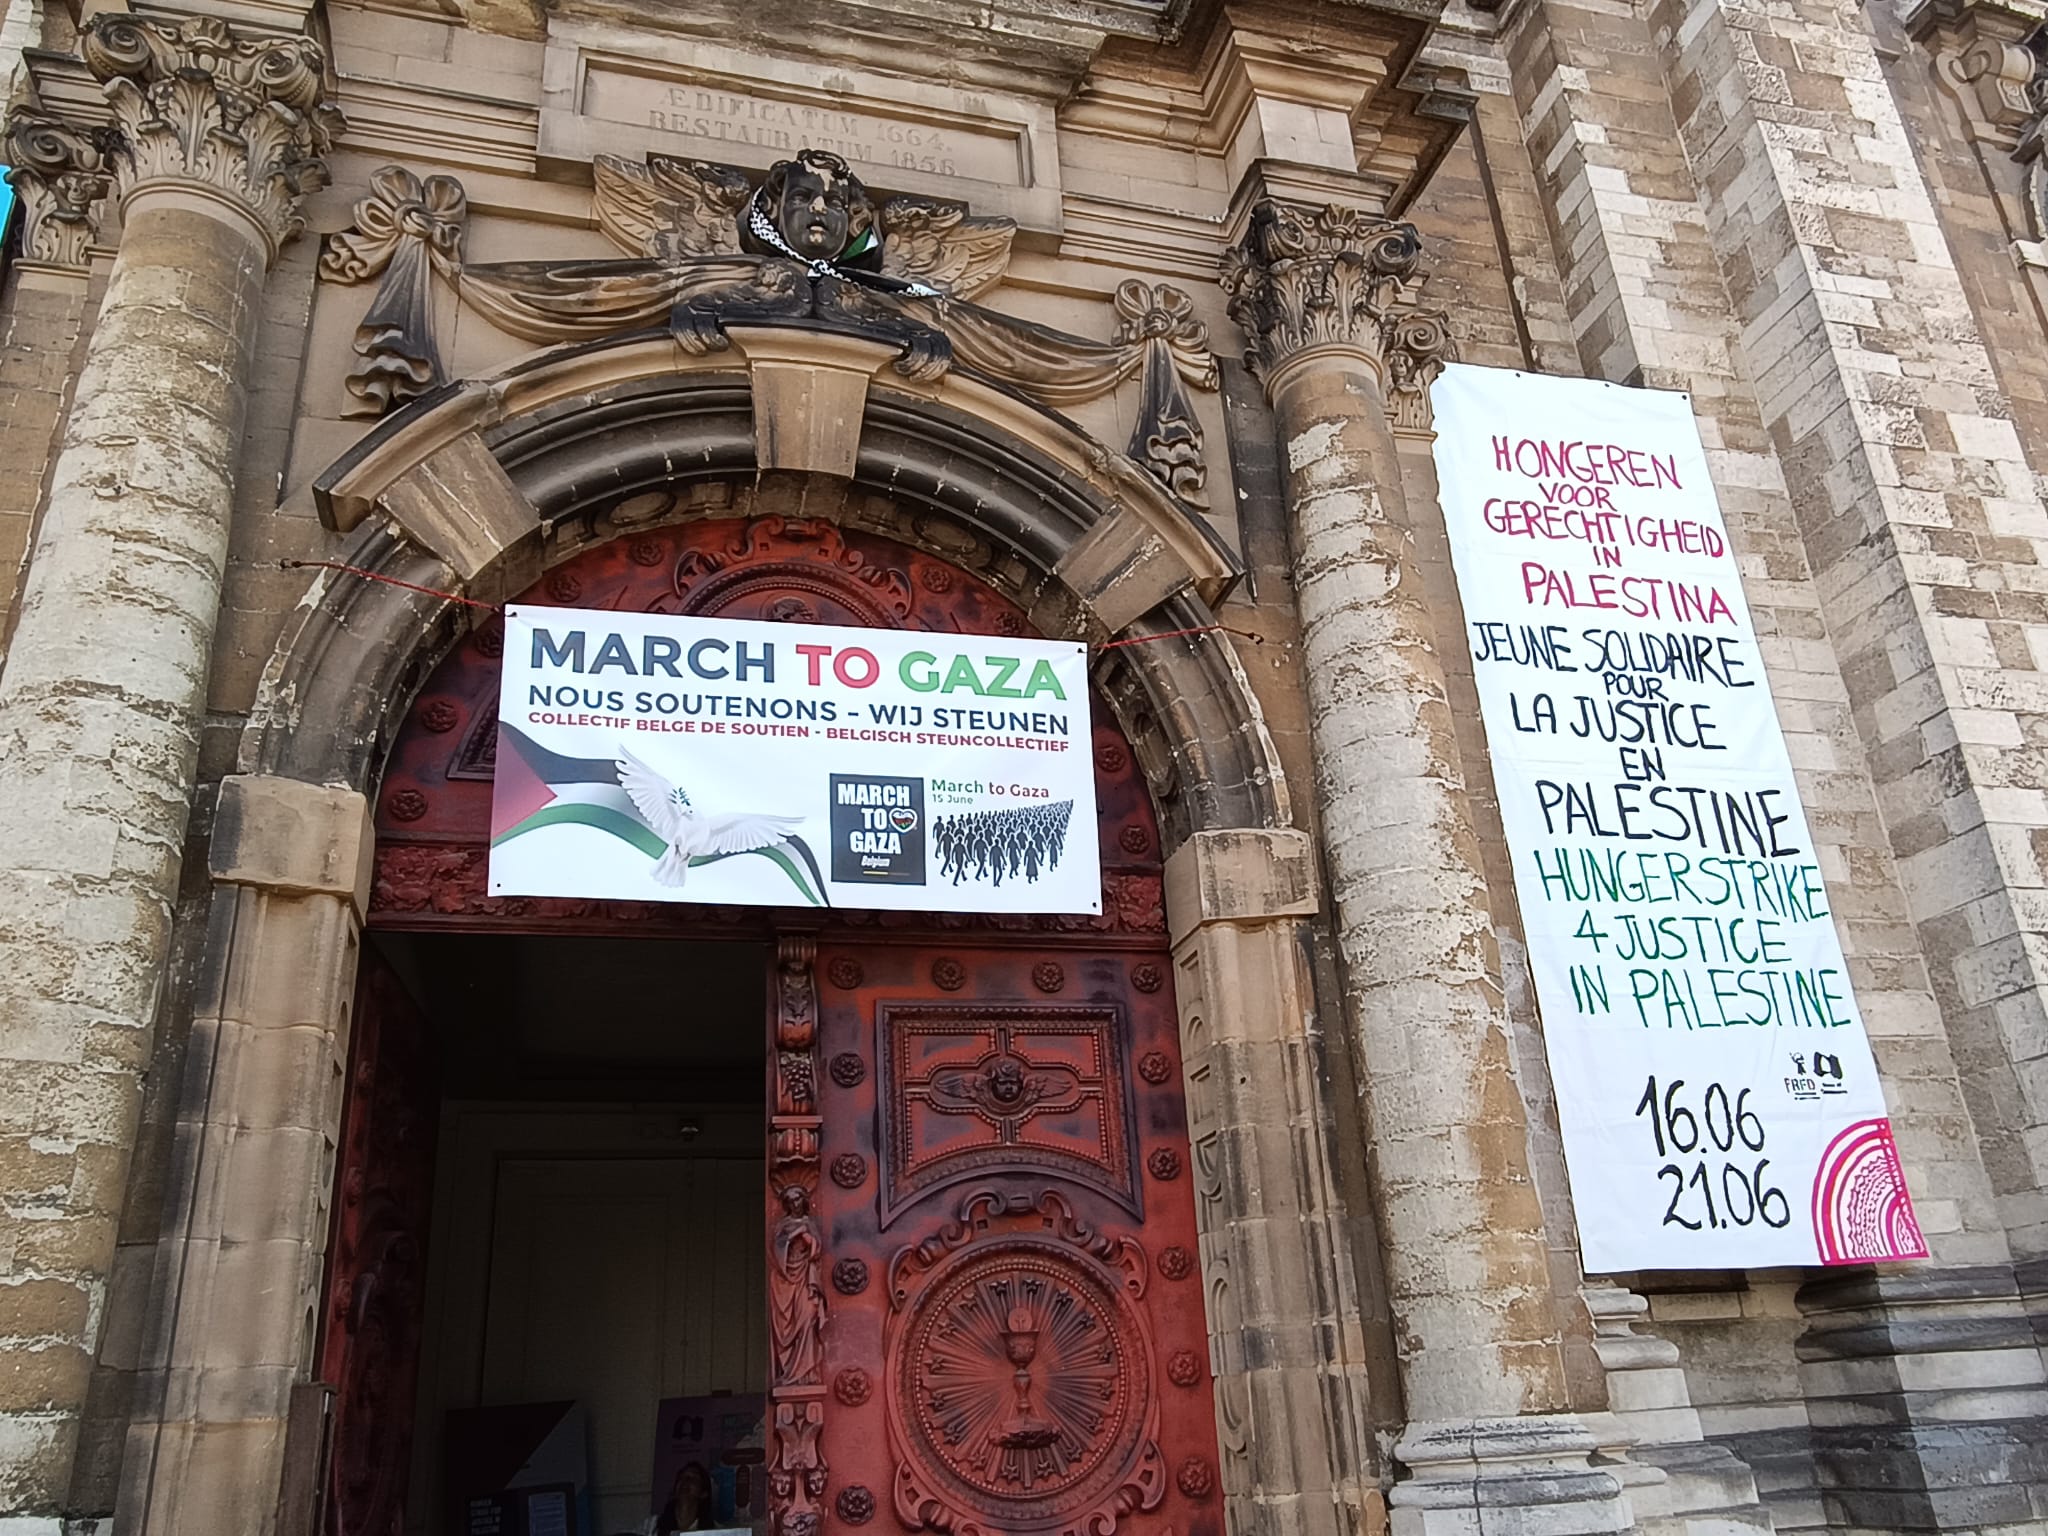 ÆDIFICATUM 1664.
RESTAURATUM 1856
MARCH TO GAZA
NOUS SOUTENONS - WIJ STEUNEN
COLLECTIF BELGE DE SOUTIEN - BELGISCH STEUNCOLLECTIEF
MARCH
TO
GAZA
Belgium
March to Gaza
15 June
HONGEREN
VOOR
GERECHTIGHEID
IN
PALESTINA
JEUNE SOLIDAIRE
POUR
LA JUSTICE
EN
PALESTINE
HUNGERSTRIKE
4 JUSTICE
IN PALESTINE
16.06
21.06